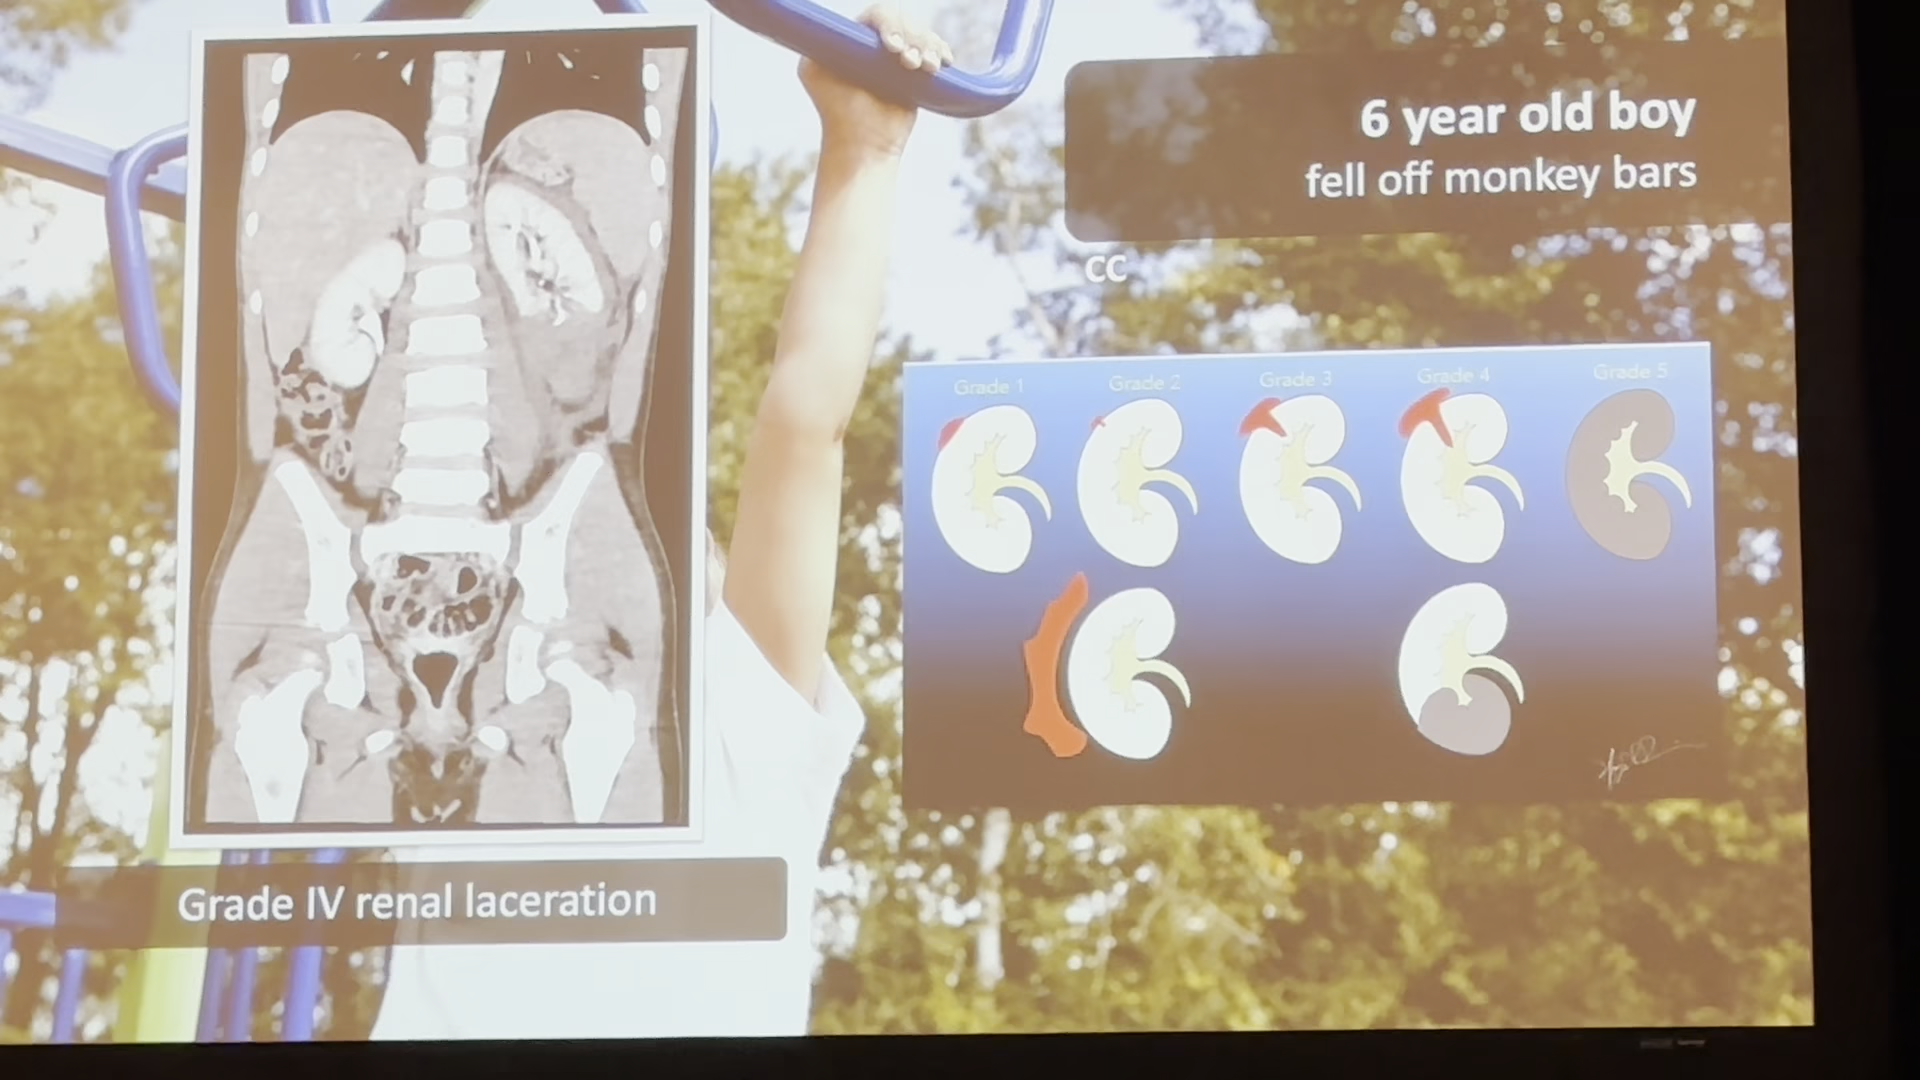 6 year old boy
fell off monkey bars
cc
Grade 1 Grade 2 Grade 3 Grade 4 Grade 5
Grade IV renal laceration